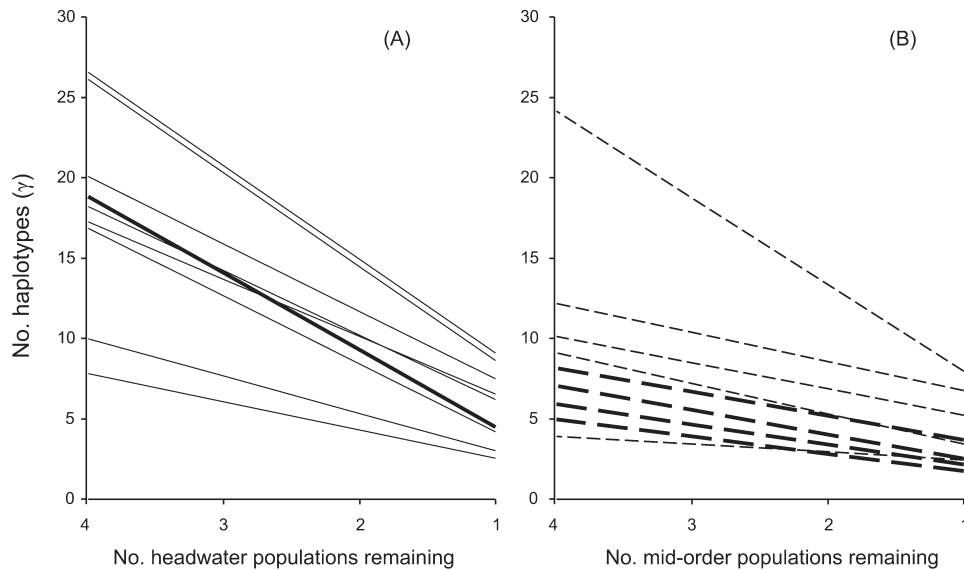 (A)
No. haplotypes (γ)
30
25
20
15
10
5
0
4 3 2 1
No. headwater populations remaining
(B)
30
25
20
15
10
5
0
4 3 2 1
No. mid-order populations remaining